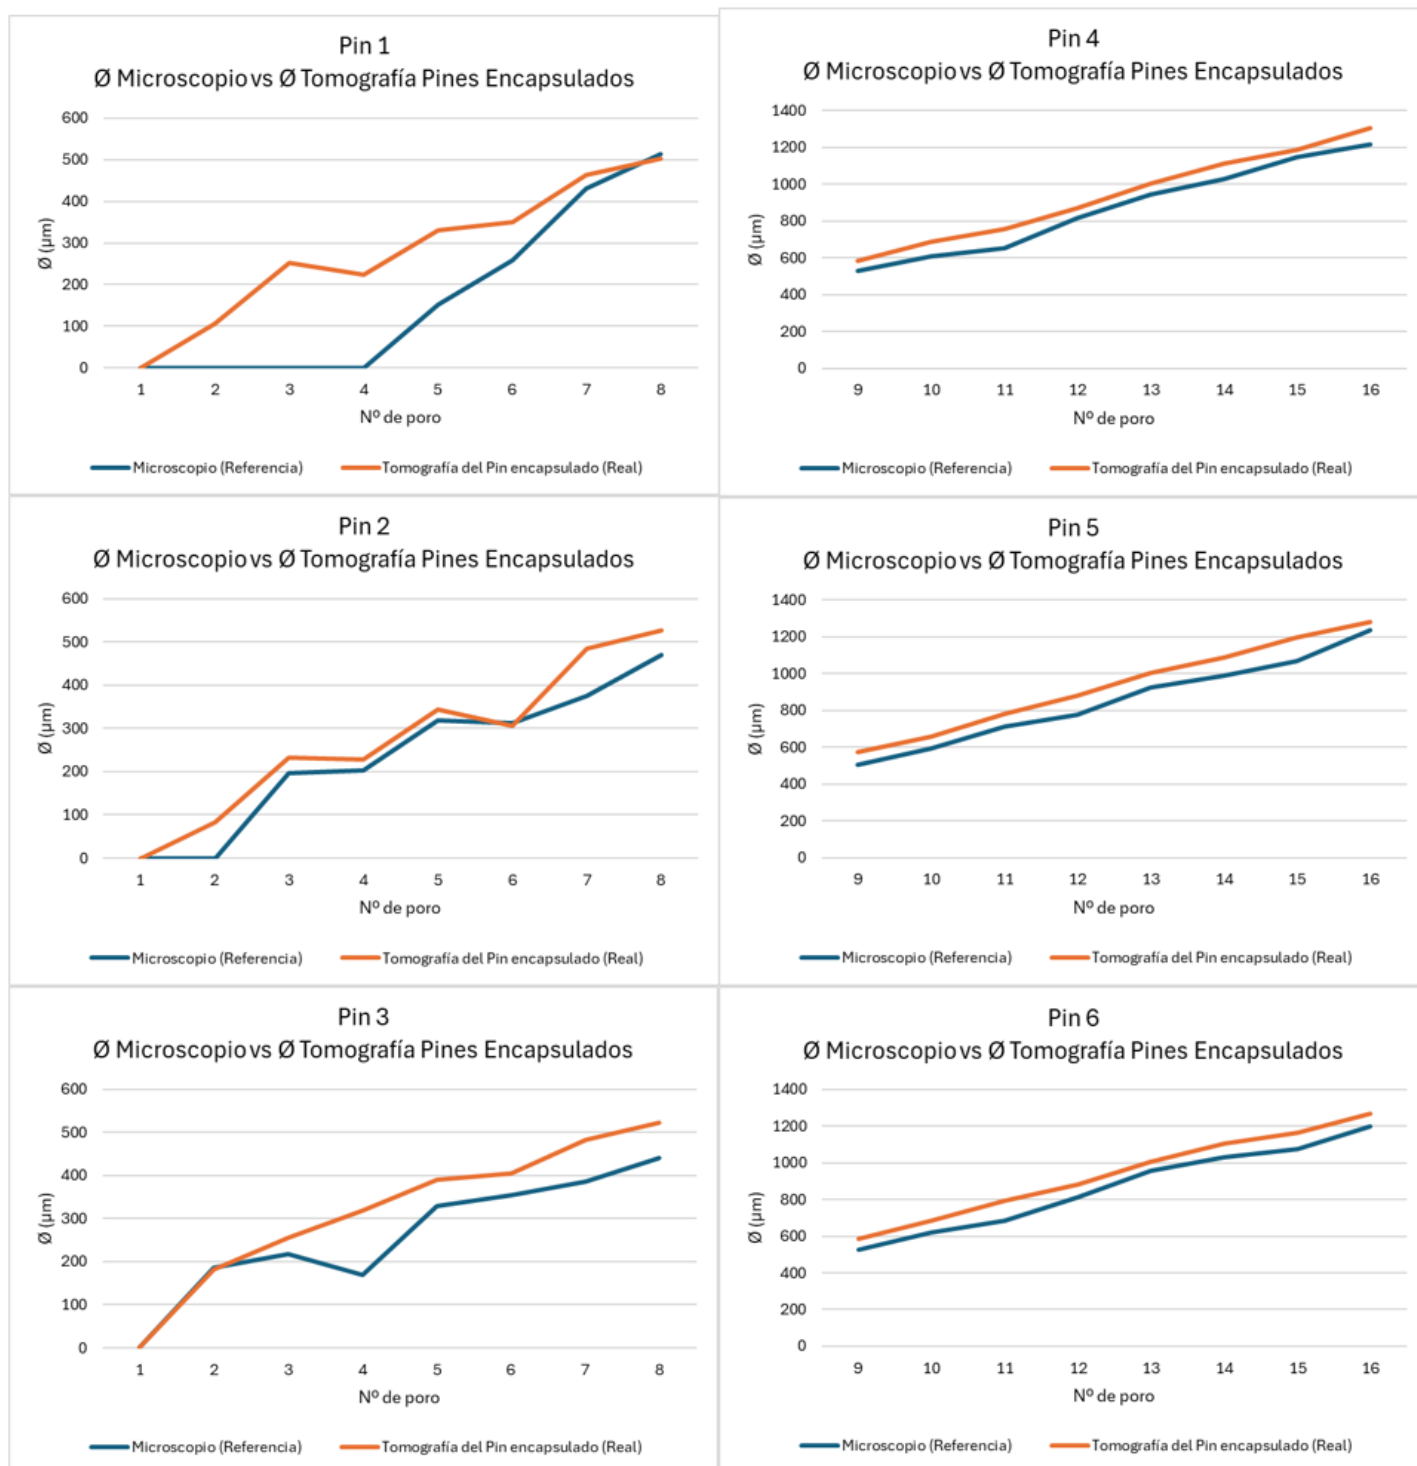 Pin 1
Ø Microscopio vs Ø Tomografía Pines Encapsulados
600
500
400
300
200
100
0
Ø (µm)
1 2 3 4 5 6 7 8
Nº de poro
Microscopio (Referencia) Tomografía del Pin encapsulado (Real)
Pin 4
Ø Microscopio vs Ø Tomografía Pines Encapsulados
1400
1200
1000
800
600
400
200
0
Ø (µm)
9 10 11 12 13 14 15 16
Nº de poro
Microscopio (Referencia) Tomografía del Pin encapsulado (Real)
Pin 2
Ø Microscopio vs Ø Tomografía Pines Encapsulados
600
500
400
300
200
100
0
Ø (µm)
1 2 3 4 5 6 7 8
Nº de poro
Microscopio (Referencia) Tomografía del Pin encapsulado (Real)
Pin 5
Ø Microscopio vs Ø Tomografía Pines Encapsulados
1400
1200
1000
800
600
400
200
0
Ø (µm)
9 10 11 12 13 14 15 16
Nº de poro
Microscopio (Referencia) Tomografía del Pin encapsulado (Real)
Pin 3
Ø Microscopio vs Ø Tomografía Pines Encapsulados
600
500
400
300
200
100
0
Ø (µm)
1 2 3 4 5 6 7 8
Nº de poro
Microscopio (Referencia) Tomografía del Pin encapsulado (Real)
Pin 6
Ø Microscopio vs Ø Tomografía Pines Encapsulados
1400
1200
1000
800
600
400
200
0
Ø (µm)
9 10 11 12 13 14 15 16
Nº de poro
Microscopio (Referencia) Tomografía del Pin encapsulado (Real)